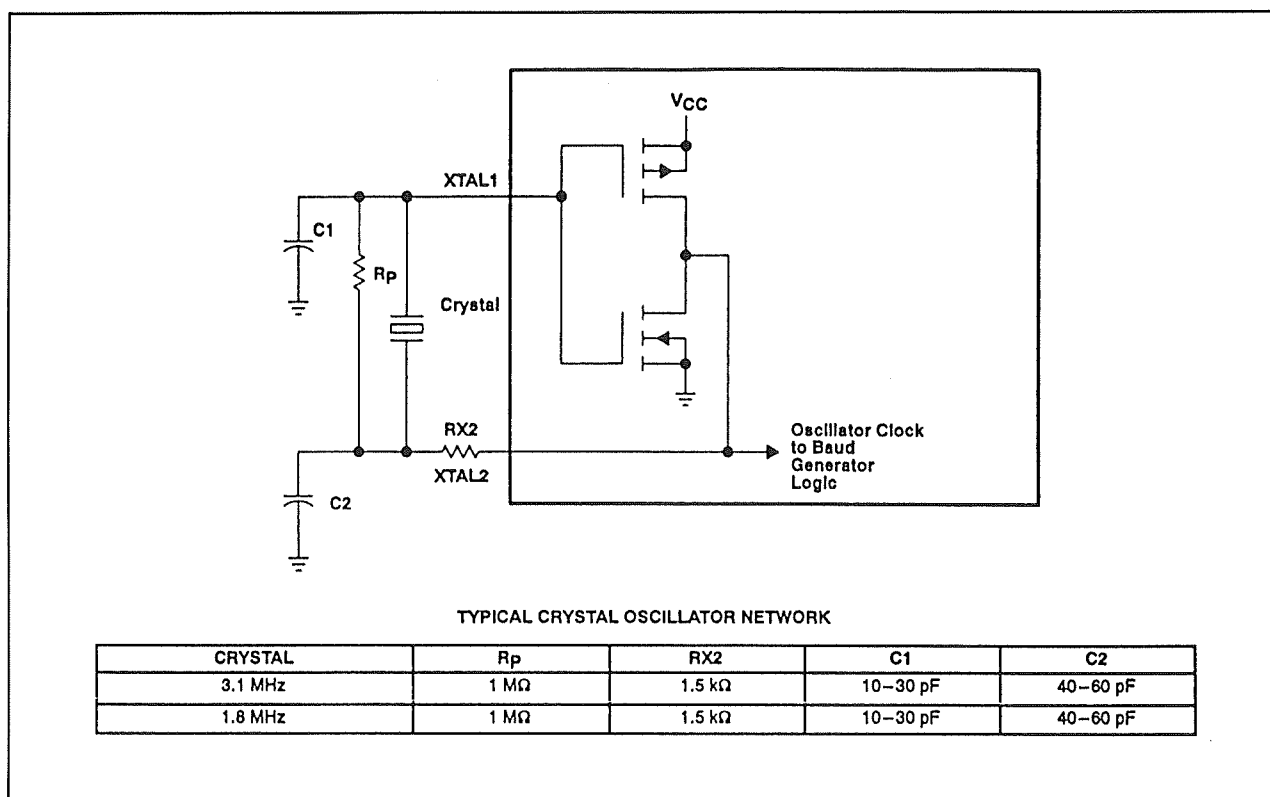 VCC
XTAL1
C1
RP
Crystal
RX2
XTAL2
C2
Oscillator Clock
to Baud
Generator
Logic
TYPICAL CRYSTAL OSCILLATOR NETWORK
CRYSTAL RP RX2 C1 C2
3.1 MHz 1 MΩ 1.5 kΩ 10–30 pF 40–60 pF
1.8 MHz 1 MΩ 1.5 kΩ 10–30 pF 40–60 pF